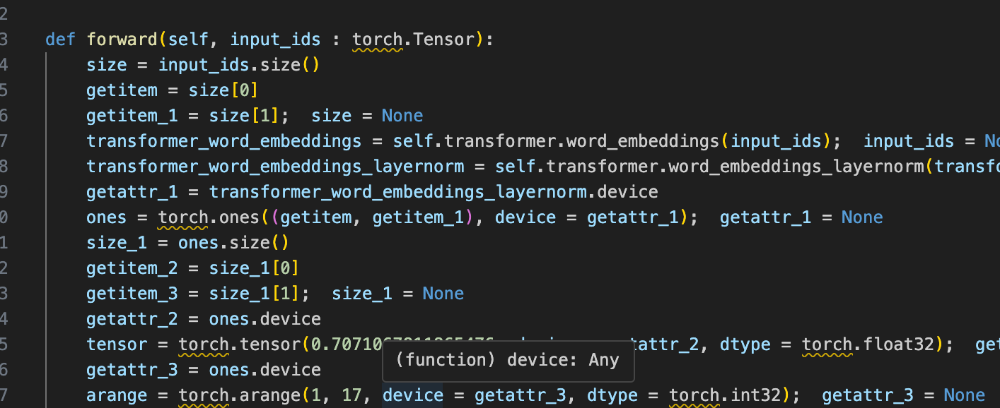 2
3 def forward(self, input_ids : torch.Tensor):
4 size = input_ids.size()
5 getitem = size[0]
6 getitem_1 = size[1];  size = None
7 transformer_word_embeddings = self.transformer.word_embeddings(input_ids);  input_ids = No
8 transformer_word_embeddings_layernorm = self.transformer.word_embeddings_layernorm(transfo
9 getattr_1 = transformer_word_embeddings_layernorm.device
0 ones = torch.ones((getitem, getitem_1), device = getattr_1);  getattr_1 = None
1 size_1 = ones.size()
2 getitem_2 = size_1[0]
3 getitem_3 = size_1[1];  size_1 = None
4 getattr_2 = ones.device
5 tensor = torch.tensor( tattr_2, dtype = torch.float32);  get
(function) device: Any
6 getattr_3 = ones.device
7 arange = torch.arange(1, 17, device = getattr_3, dtype = torch.int32);  getattr_3 = None